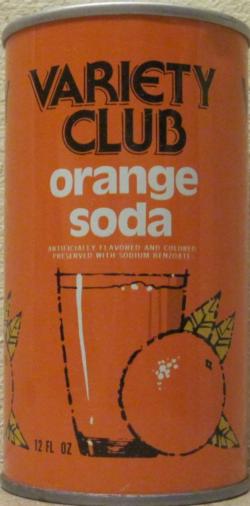 VARIETY
CLUB
orange
soda
ARTIFICIALLY FLAVORED AND COLORED
PRESERVED WITH SODIUM BENZOATE
12 FL OZ